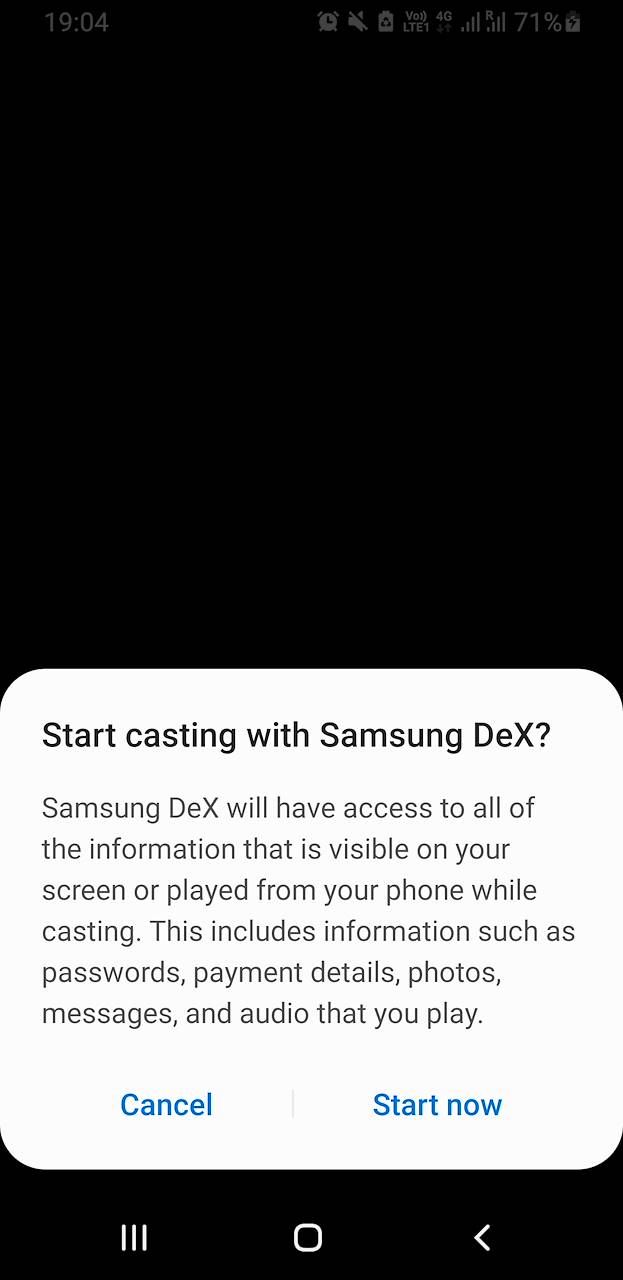 19:04 Vo)) LTE1 4G R 71%
Start casting with Samsung DeX?
Samsung DeX will have access to all of
the information that is visible on your
screen or played from your phone while
casting. This includes information such as
passwords, payment details, photos,
messages, and audio that you play.
Cancel
Start now